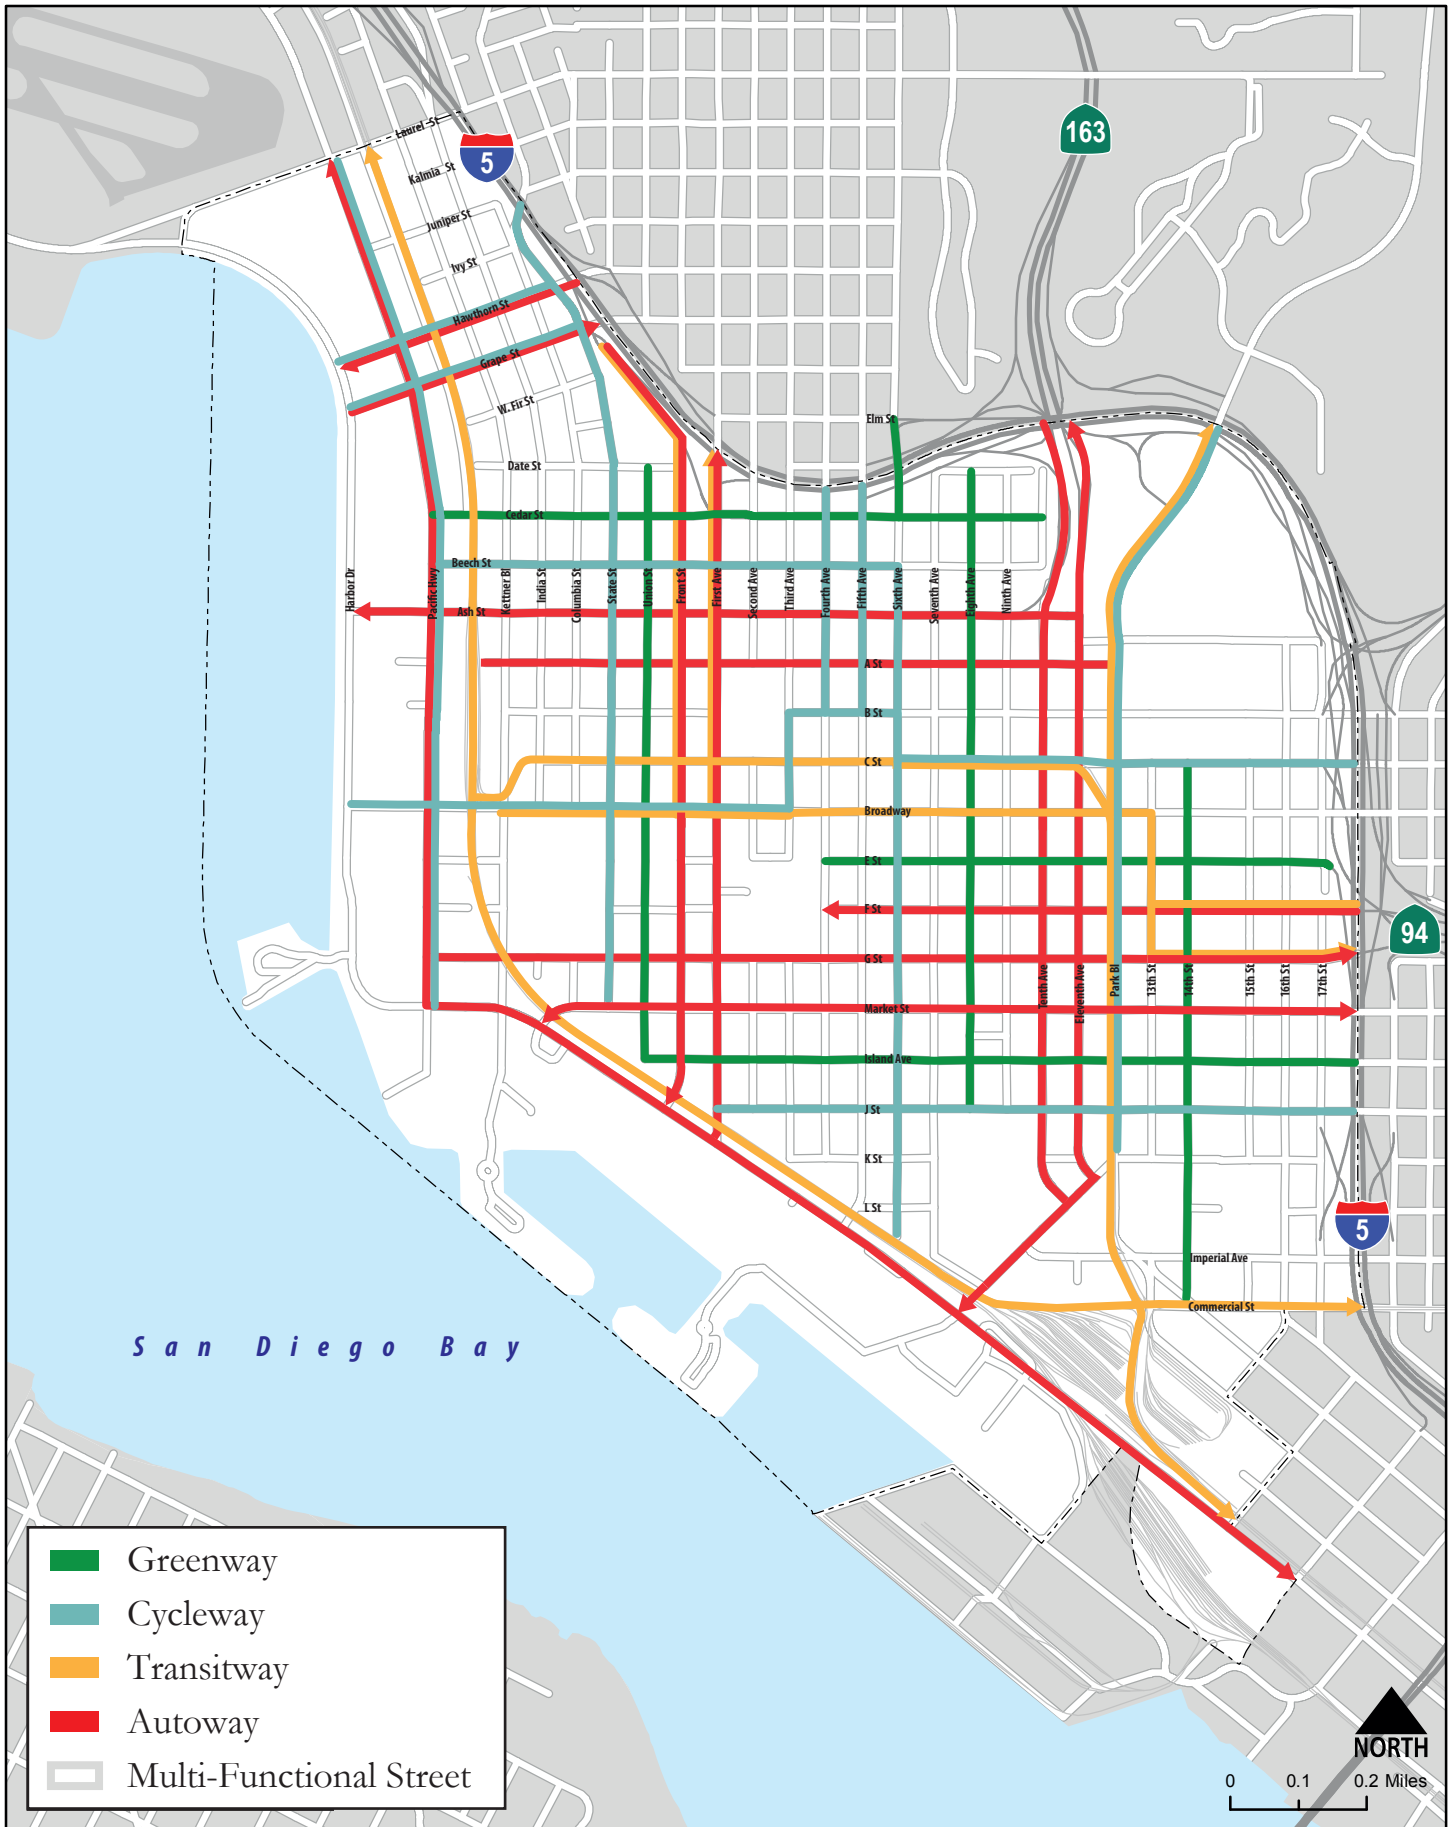 Laurel St
5
163
Kalmia St
Juniper St
Ivy St
Hawthorn St
Grape St
W. Fir St
Elm St
Date St
Cedar St
Beech St
Harbor Dr
Pacific Hwy
Kettner Bl
India St
Columbia St
State St
Union St
Front St
First Ave
Second Ave
Third Ave
Fourth Ave
Fifth Ave
Sixth Ave
Seventh Ave
Eighth Ave
Ninth Ave
Ash St
A St
B St
C St
Broadway
E St
F St
94
G St
Tenth Ave
Eleventh Ave
Park Bl
13th St
14th St
15th St
16th St
17th St
Market St
Island Ave
J St
K St
L St
5
Imperial Ave
Commercial St
San Diego Bay
Greenway
Cycleway
Transitway
Autoway
Multi-Functional Street
NORTH
0 0.1 0.2 Miles